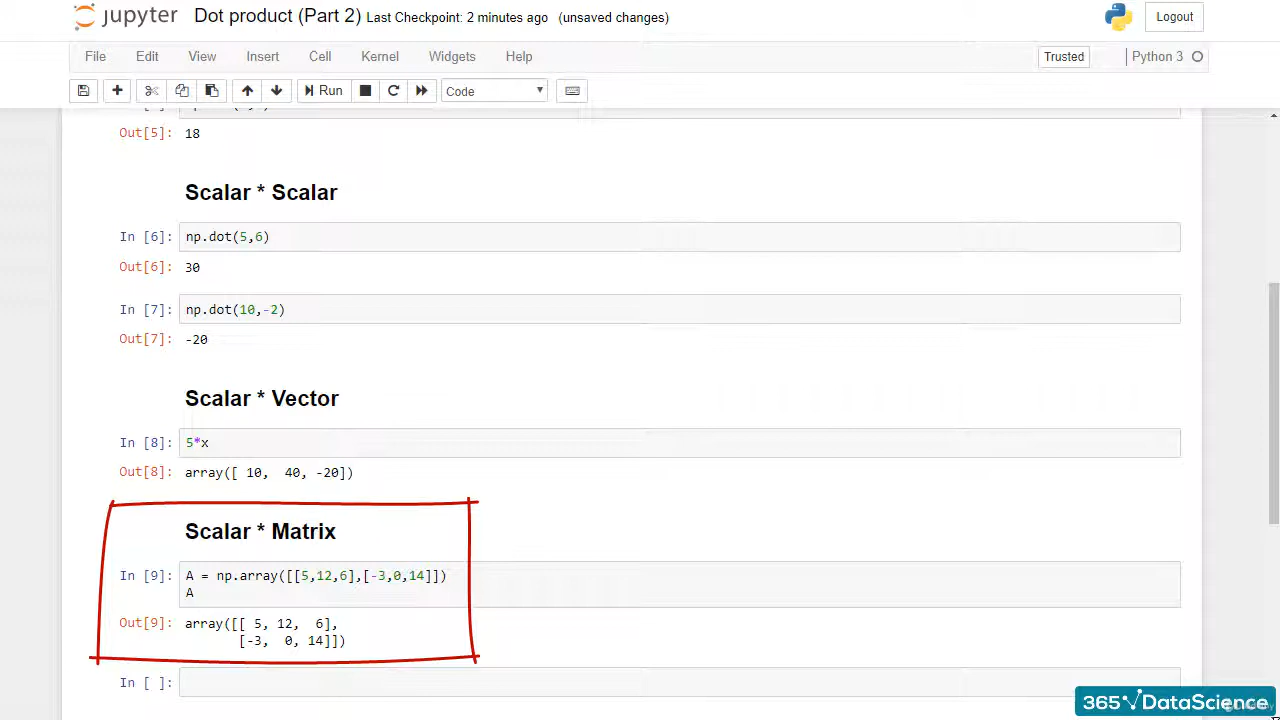 jupyter Dot product (Part 2) Last Checkpoint: 2 minute ago (unsaved changes) Logout
File Edit View Insert Cell Kernel Widgets Help Trusted Python 3
Run Code
Out[5]: 18
Scalar * Scalar
In [6]: np.dot(5,6)
Out[6]: 30
In [7]: np.dot(10,-2)
Out[7]: -20
Scalar * Vector
In [8]: 5*x
Out[8]: array([ 10,  40, -20])
Scalar * Matrix
In [9]: A = np.array([[5,12,6],[-3,0,14]])
A
Out[9]: array([[ 5, 12,  6],
[-3,  0, 14]])
In [ ]:
365 DataScience